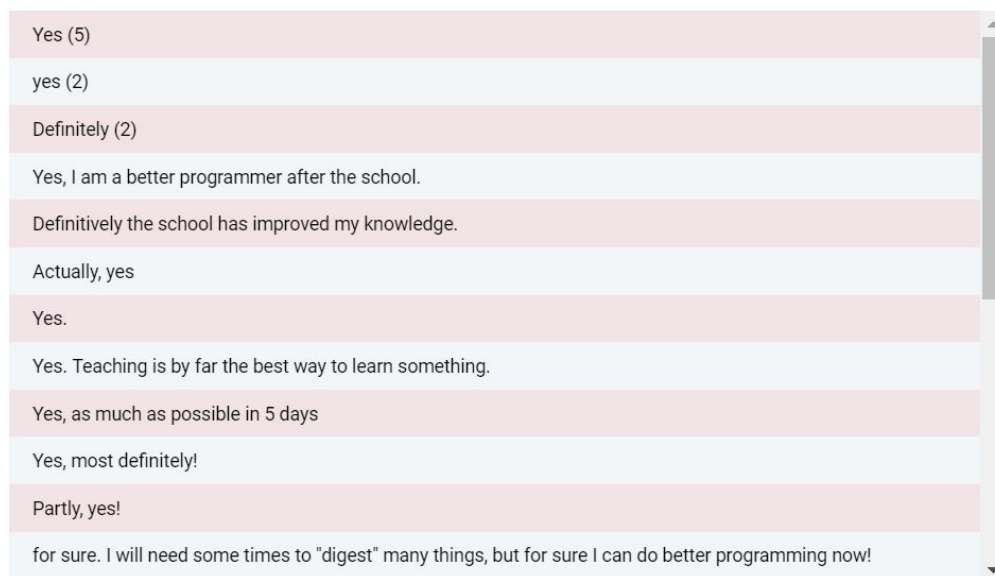 Yes (5)
yes (2)
Definitely (2)
Yes, I am a better programmer after the school.
Definitively the school has improved my knowledge.
Actually, yes
Yes.
Yes. Teaching is by far the best way to learn something.
Yes, as much as possible in 5 days
Yes, most definitely!
Partly, yes!
for sure. I will need some times to "digest" many things, but for sure I can do better programming now!